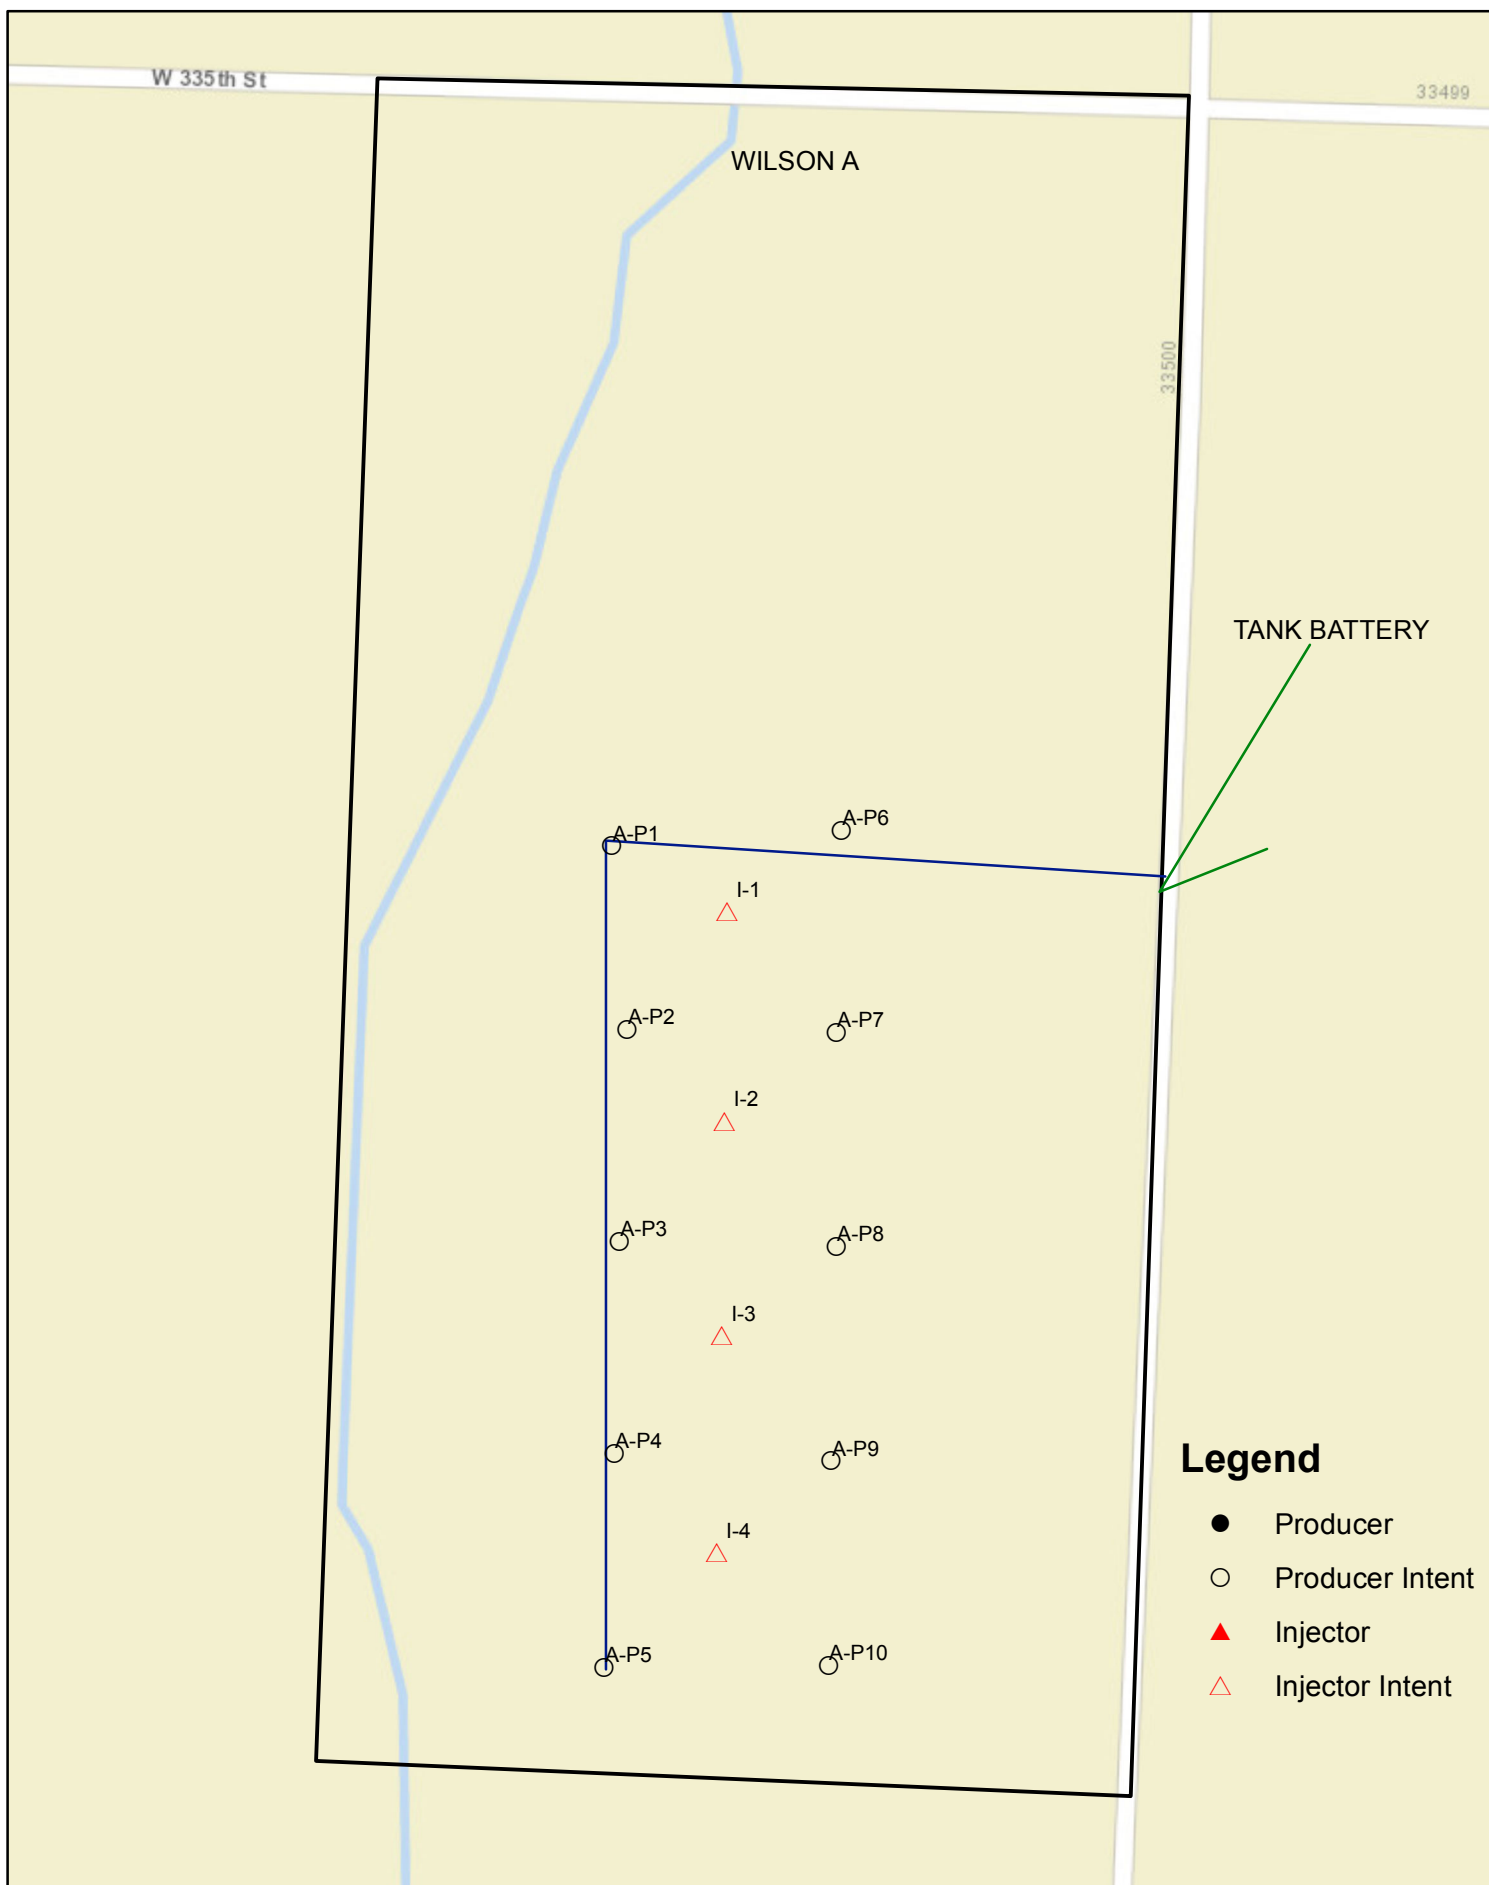 W 335th St
33499
WILSON A
33500
TANK BATTERY
A-P6
A-P1
I-1
A-P2
A-P7
I-2
A-P3
A-P8
I-3
A-P4
A-P9
I-4
A-P5
A-P10
Legend
Producer
Producer Intent
Injector
Injector Intent